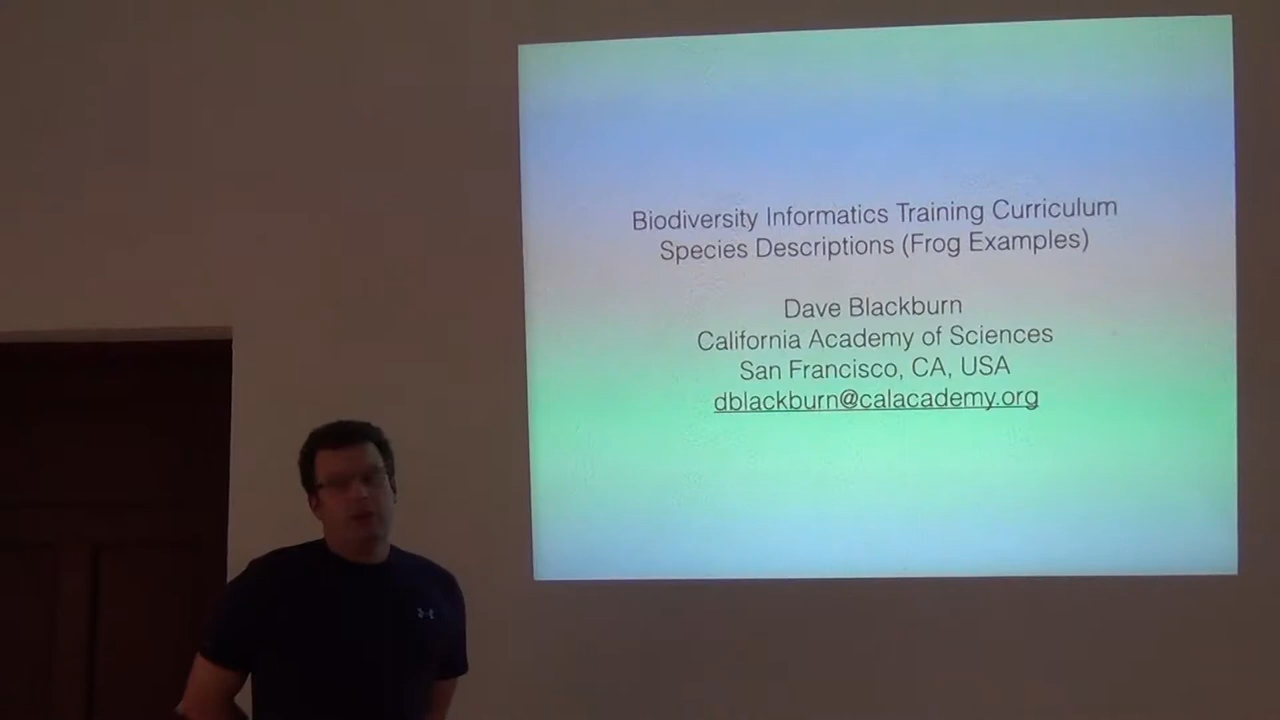 Biodiversity Informatics Training Curriculum
Species Descriptions (Frog Examples)
Dave Blackburn
California Academy of Sciences
San Francisco, CA, USA
dblackburn@calacademy.org